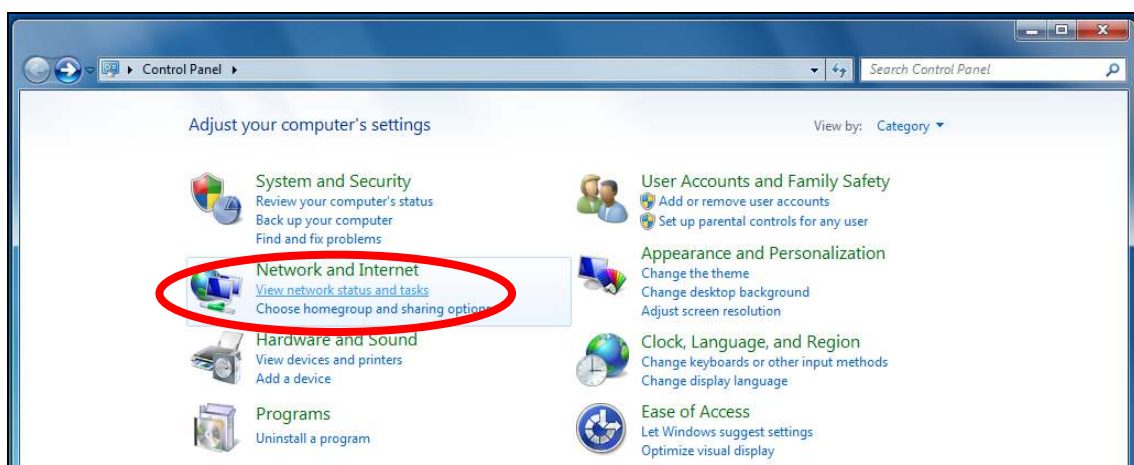 Control Panel
Search Control Panel
Adjust your computer's settings
View by: Category
System and Security
Review your computer's status
Back up your computer
Find and fix problems
Network and Internet
View network status and tasks
Choose homegroup and sharing options
Hardware and Sound
View devices and printers
Add a device
Programs
Uninstall a program
User Accounts and Family Safety
Add or remove user accounts
Set up parental controls for any user
Appearance and Personalization
Change the theme
Change desktop background
Adjust screen resolution
Clock, Language, and Region
Change keyboards or other input methods
Change display language
Ease of Access
Let Windows suggest settings
Optimize visual display